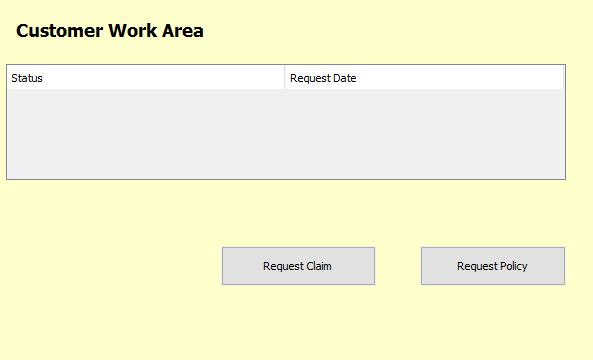 Customer Work Area
Status Request Date
Request Claim Request Policy